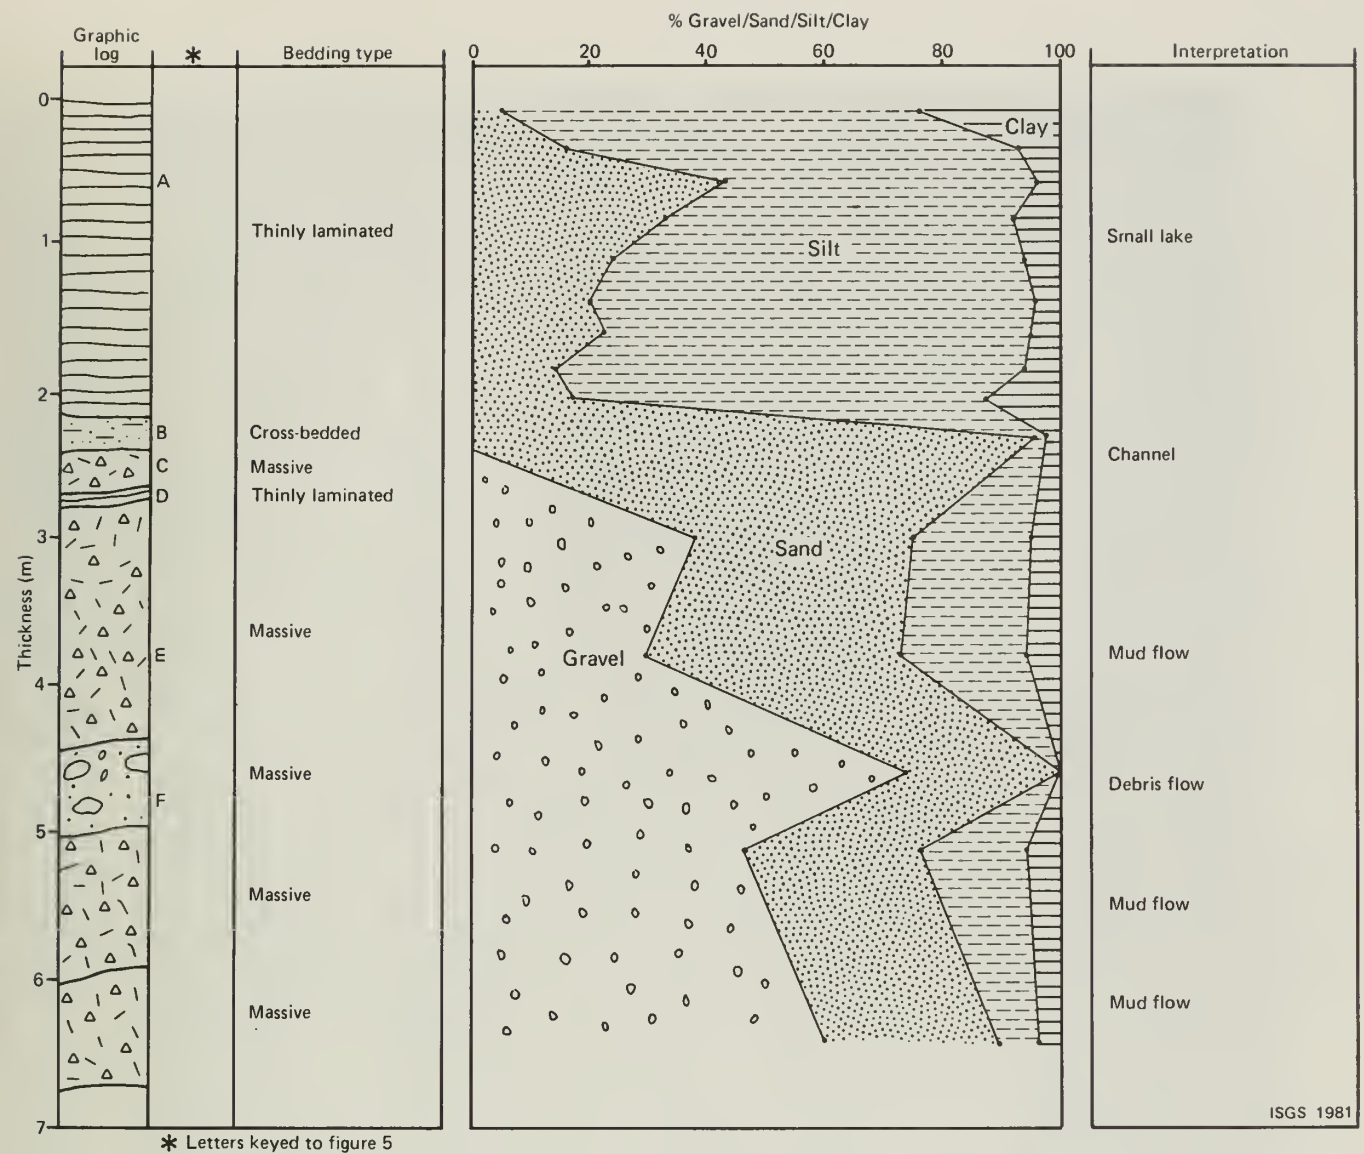 % Gravel/Sand/Silt/Clay
Graphic
log
*
Bedding type
0 20 40 60 80 100
Interpretation
0
Clay
A
Thinly laminated
Small lake
1
Silt
2
B
Cross-bedded
Channel
C
Massive
D
Thinly laminated
3
Sand
Thickness (m)
Massive
E
Gravel
Mud flow
4
Massive
Debris flow
F
5
Massive
Mud flow
6
Massive
Mud flow
ISGS 1981
7
* Letters keyed to figure 5